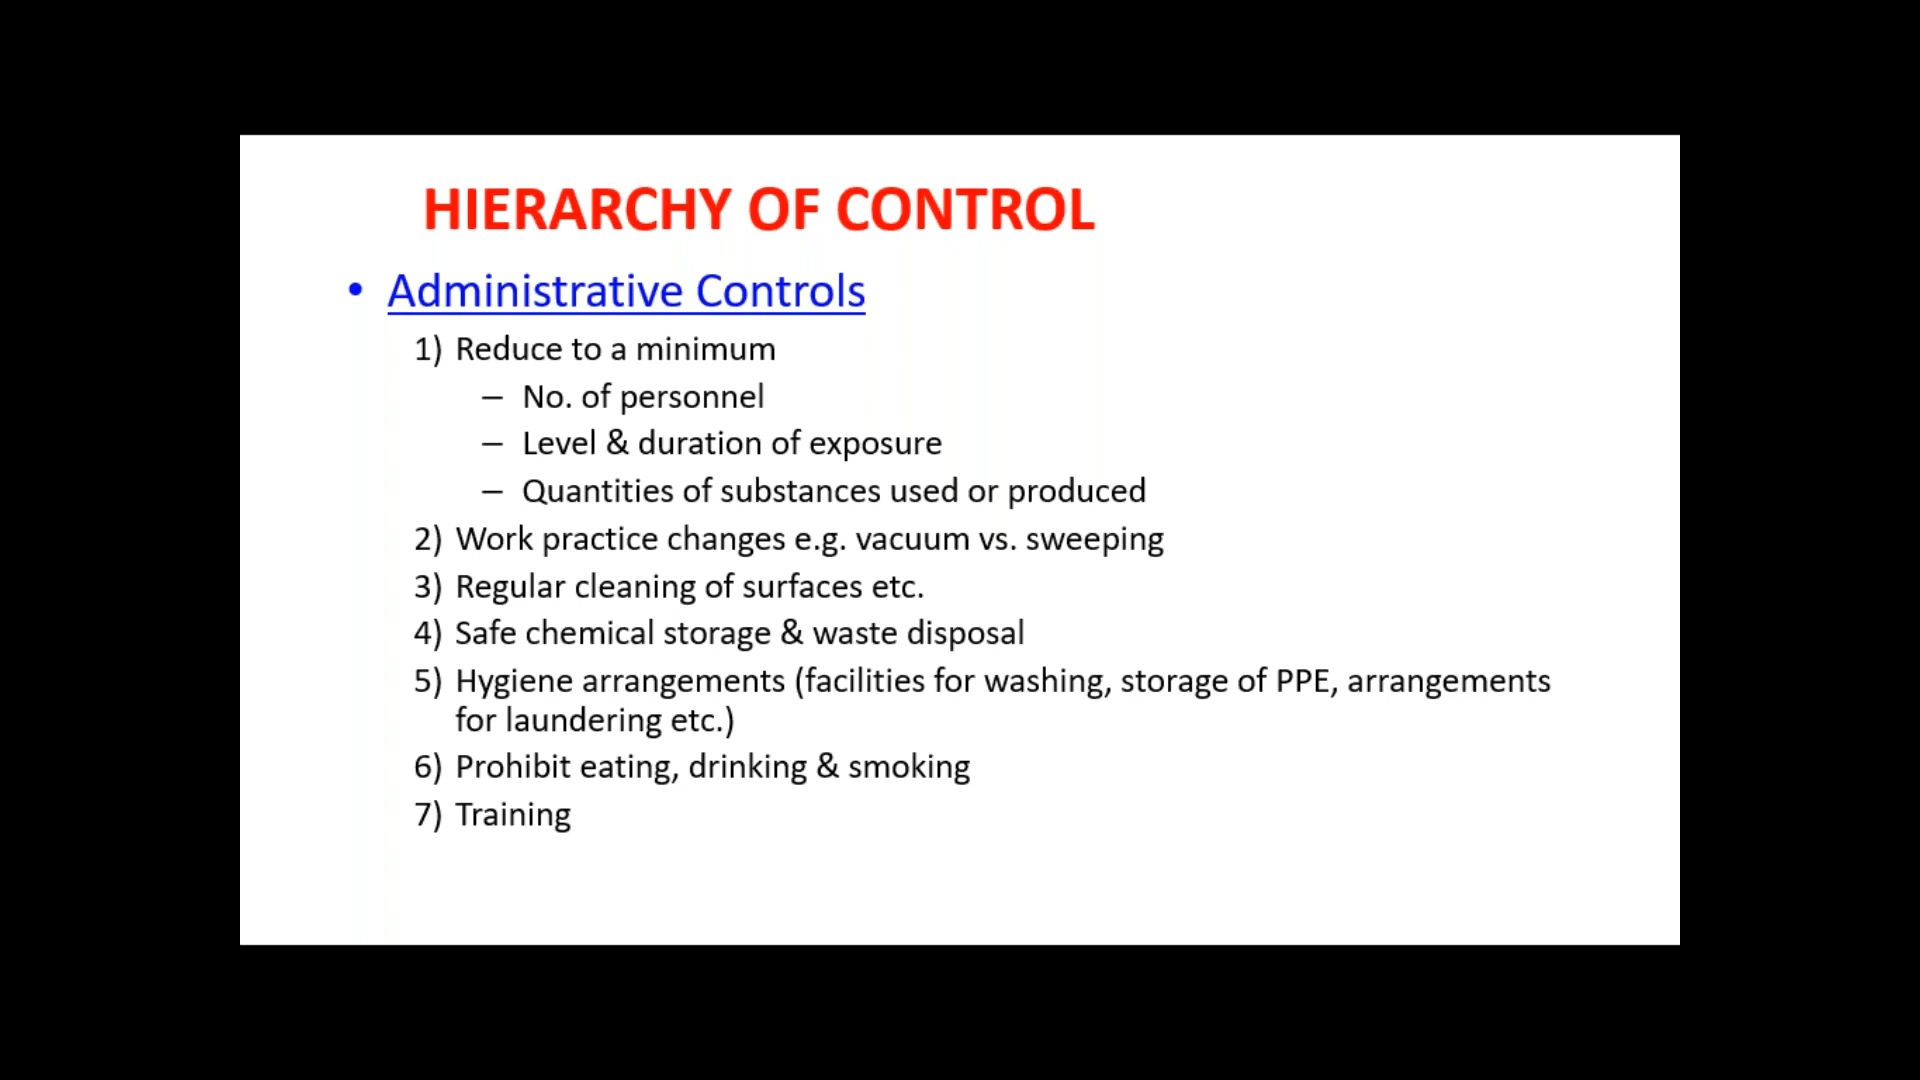 HIERARCHY OF CONTROL
• Administrative Controls
1) Reduce to a minimum
– No. of personnel
– Level & duration of exposure
– Quantities of substances used or produced
2) Work practice changes e.g. vacuum vs. sweeping
3) Regular cleaning of surfaces etc.
4) Safe chemical storage & waste disposal
5) Hygiene arrangements (facilities for washing, storage of PPE, arrangements
for laundering etc.)
6) Prohibit eating, drinking & smoking
7) Training